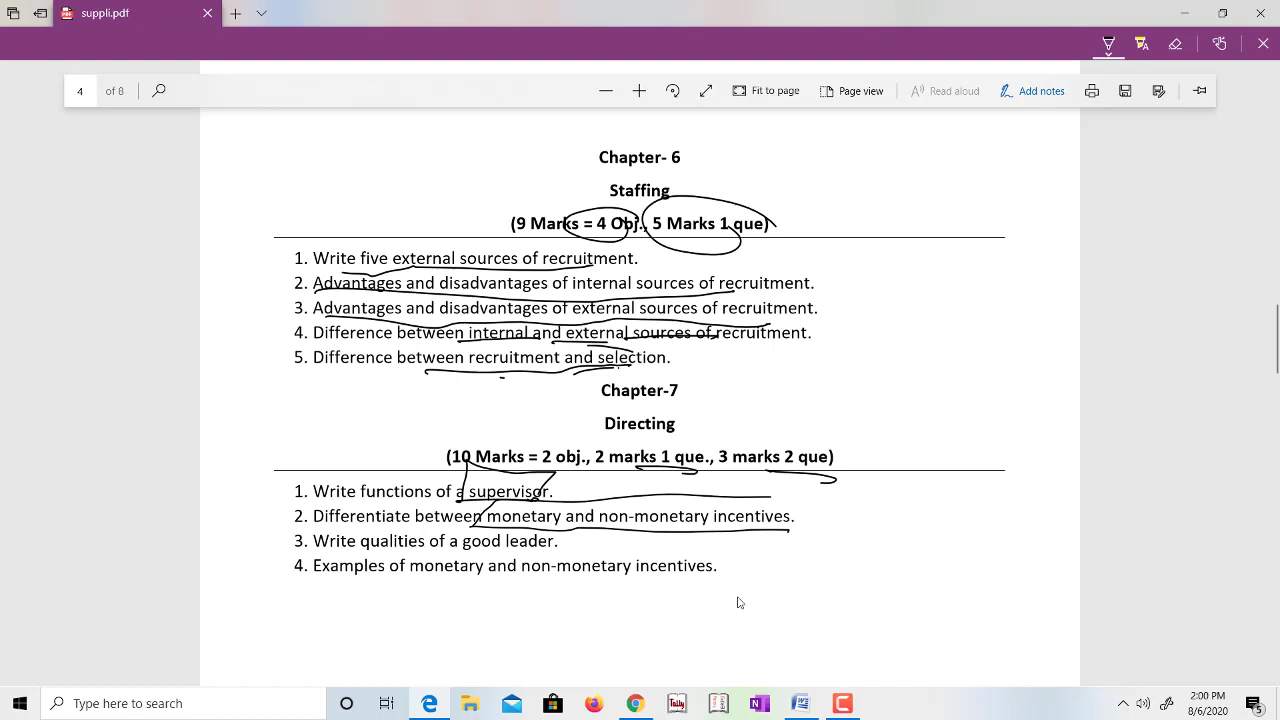 suppli.pdf
4 of 8
Fit to page
Page view
Read aloud
Add notes
Chapter- 6
Staffing
(9 Marks = 4 Obj., 5 Marks 1 que)
1. Write five external sources of recruitment.
2. Advantages and disadvantages of internal sources of recruitment.
3. Advantages and disadvantages of external sources of recruitment.
4. Difference between internal and external sources of recruitment.
5. Difference between recruitment and selection.
Chapter-7
Directing
(10 Marks = 2 obj., 2 marks 1 que., 3 marks 2 que)
1. Write functions of a supervisor.
2. Differentiate between monetary and non-monetary incentives.
3. Write qualities of a good leader.
4. Examples of monetary and non-monetary incentives.
Type here to search
Tally
2:00 PM
8/6/2020
5